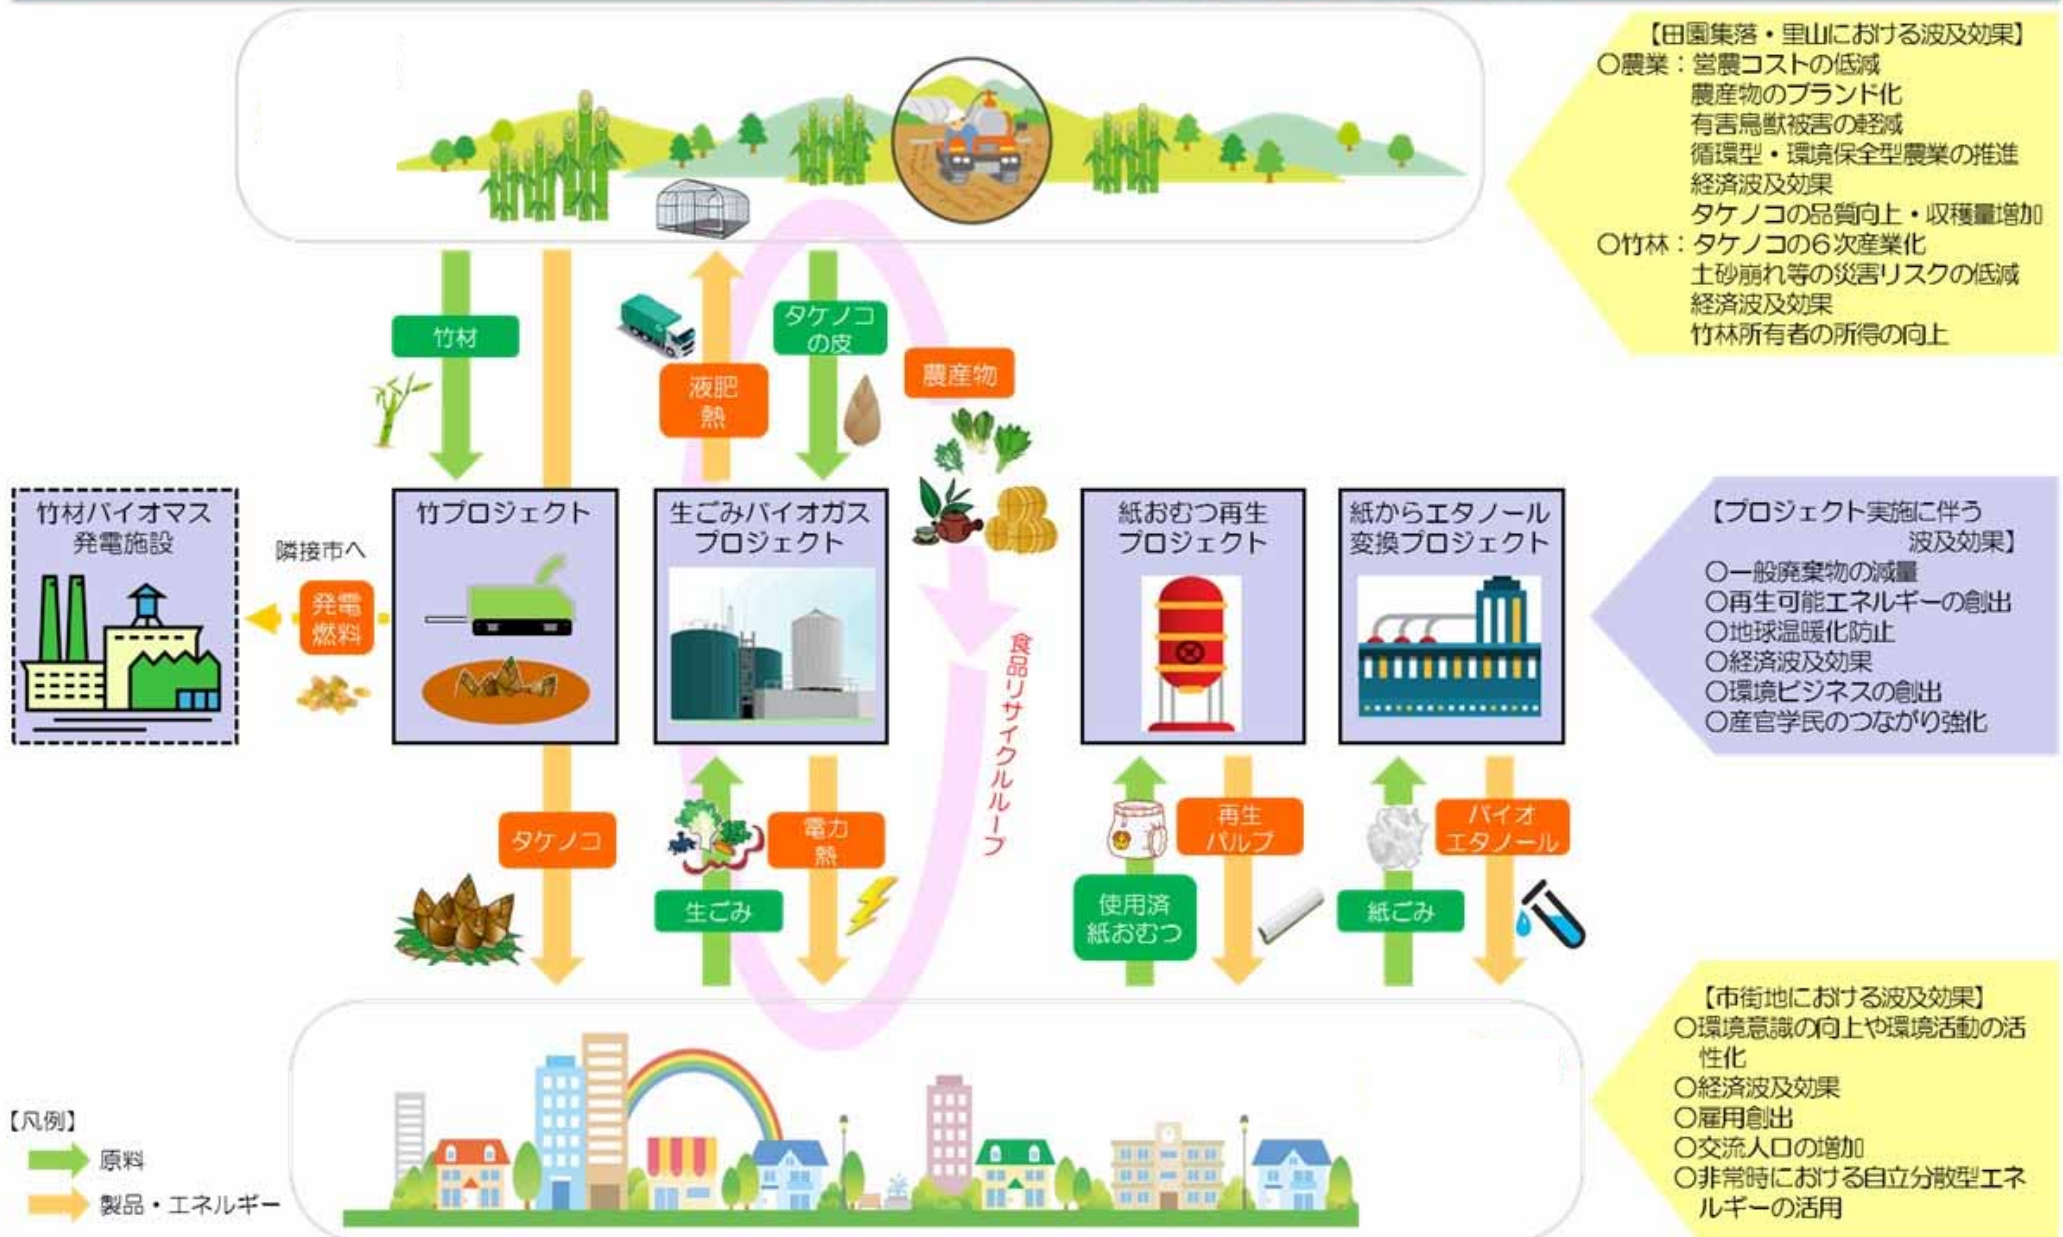 【田園集落・里山における波及効果】
〇農業：営農コストの低減
農産物のブランド化
有害鳥獣被害の軽減
循環型・環境保全型農業の推進
経済波及効果
タケノコの品質向上・収穫量増加
〇竹林：タケノコの６次産業化
土砂崩れ等の災害リスクの低減
経済波及効果
竹林所有者の所得の向上
竹材
液肥
熱
タケノコ
の皮
農産物
竹材バイオマス
発電施設
隣接市へ
発電
燃料
竹プロジェクト
生ごみバイオガス
プロジェクト
紙おむつ再生
プロジェクト
紙からエタノール
変換プロジェクト
【プロジェクト実施に伴う
波及効果】
〇一般廃棄物の減量
〇再生可能エネルギーの創出
〇地球温暖化防止
〇経済波及効果
〇環境ビジネスの創出
〇産官学民のつながり強化
食品リサイクルループ
タケノコ
生ごみ
電力
熱
使用済
紙おむつ
再生
パルプ
紙ごみ
バイオ
エタノール
【市街地における波及効果】
〇環境意識の向上や環境活動の活
性化
〇経済波及効果
〇雇用創出
〇交流人口の増加
〇非常時における自立分散型エネ
ルギーの活用
【凡例】
原料
製品・エネルギー